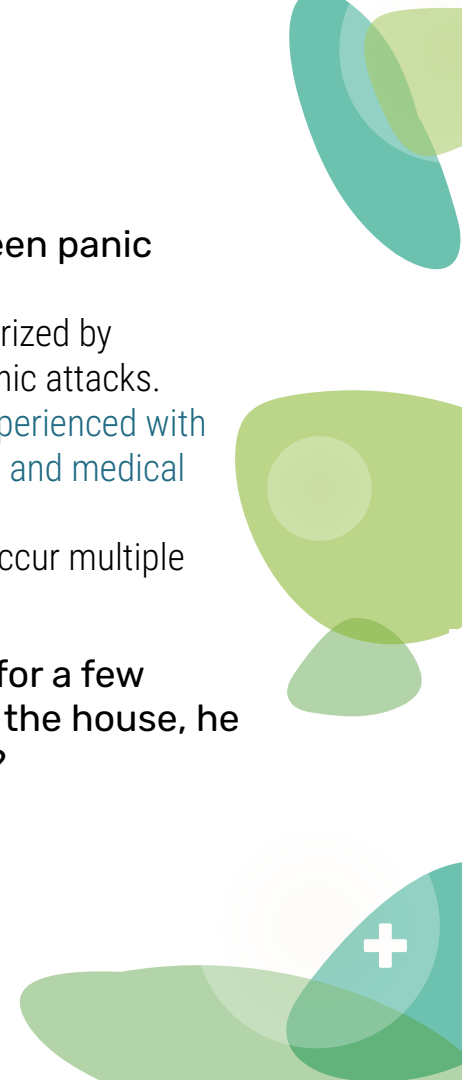 een panic
rized by
nic attacks.
perienced with
and medical
ccur multiple
for a few
the house, he
?